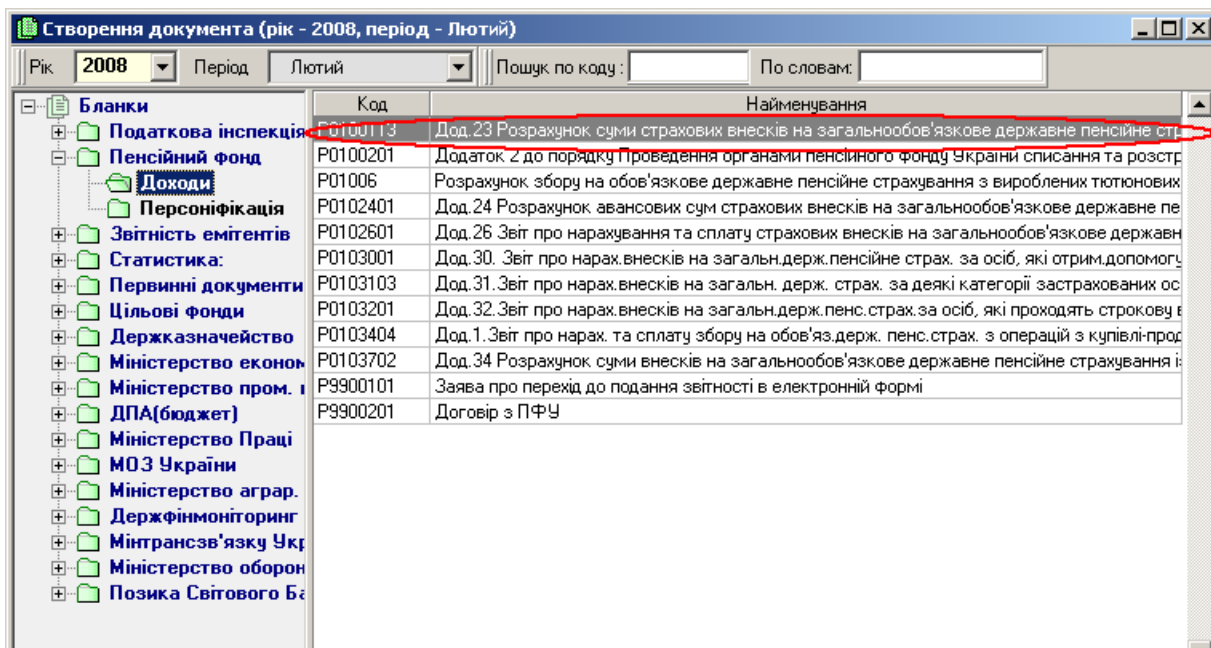 Створення документа (рік - 2008, період - Лютий)
Рік 2008 Період Лютий Пошук по коду : По словам:
Бланки
Податкова інспекція
Пенсійний фонд
Доходи
Персоніфікація
Звітність емітентів
Статистика:
Первинні документи
Цільові фонди
Держказначейство
Міністерство економ
Міністерство пром.
ДПА(бюджет)
Міністерство Праці
МОЗ України
Міністерство аграр.
Держфінмоніторинг
Мінтрансзв'язку Укр
Міністерство оборон
Позика Світового Ба
Код Найменування
P0100113 Дод.23 Розрахунок суми страхових внесків на загальнообов'язкове державне пенсійне стр
P0100201 Додаток 2 до порядку Проведення органами пенсійного фонду України списання та розстр
P01006 Розрахунок збору на обов'язкове державне пенсійне страхування з вироблених тютюнових
P0102401 Дод.24 Розрахунок авансових сум страхових внесків на загальнообов'язкове державне пе
P0102601 Дод.26 Звіт про нарахування та сплату страхових внесків на загальнообов'язкове державн
P0103001 Дод.30. Звіт про нарах.внесків на загальн.держ.пенсійне страх. за осіб, які отрим.допомогу
P0103103 Дод.31.Звіт про нарах.внесків на загальн. держ. страх. за деякі категорії застрахованих ос
P0103201 Дод.32.Звіт про нарах.внесків на загальн.держ.пенс.страх.за осіб, які проходять строкову в
P0103404 Дод.1.Звіт про нарах. та сплату збору на обов'яз.держ. пенс.страх. з операцій з купівлі-прод
P0103702 Дод.34 Розрахунок суми внесків на загальнообов'язкове державне пенсійне страхування із
P9900101 Заява про перехід до подання звітності в електронній формі
P9900201 Договір з ПФУ